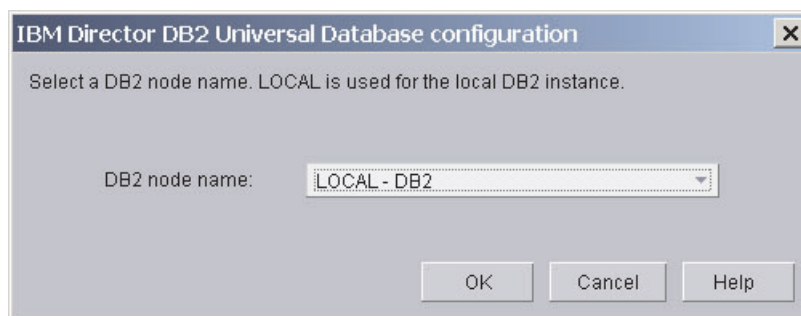 IBM Director DB2 Universal Database configuration
Select a DB2 node name. LOCAL is used for the local DB2 instance.
DB2 node name: LOCAL - DB2
OK Cancel Help